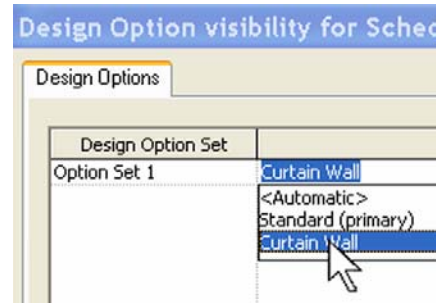 Design Option visibility for Sched
Design Options
Design Option Set
Option Set 1 Curtain Wall
<Automatic>
Standard (primary)
Curtain Wall